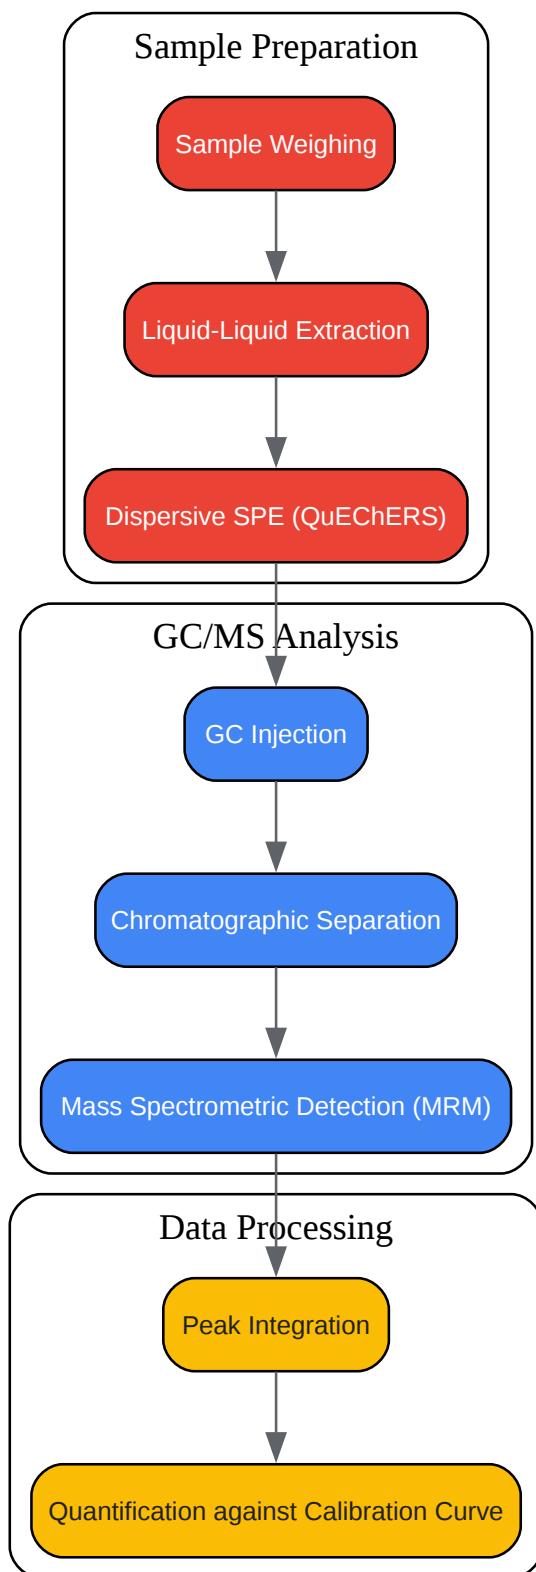 Sample Preparation
Sample Weighing
Liquid-Liquid Extraction
Dispersive SPE (QuEChERS)
GC/MS Analysis
GC Injection
Chromatographic Separation
Mass Spectrometric Detection (MRM)
Data Processing
Peak Integration
Quantification against Calibration Curve